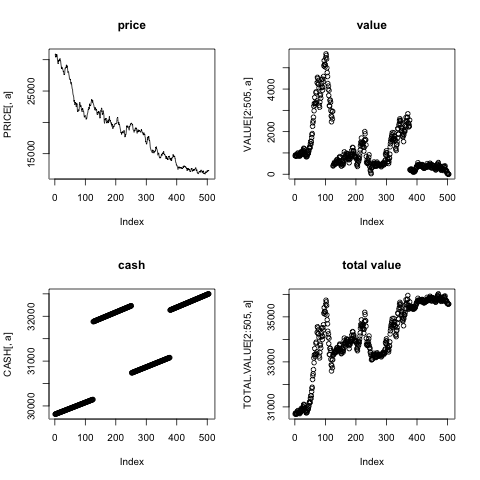 price
PRICE[, a]
15000
25000
0
100
200
300
400
500
Index
value
VALUE[2:505, a]
0
2000
4000
0
100
200
300
400
500
Index
cash
CASH[, a]
30000
31000
32000
0
100
200
300
400
500
Index
total value
TOTAL.VALUE[2:505, a]
31000
33000
35000
0
100
200
300
400
500
Index